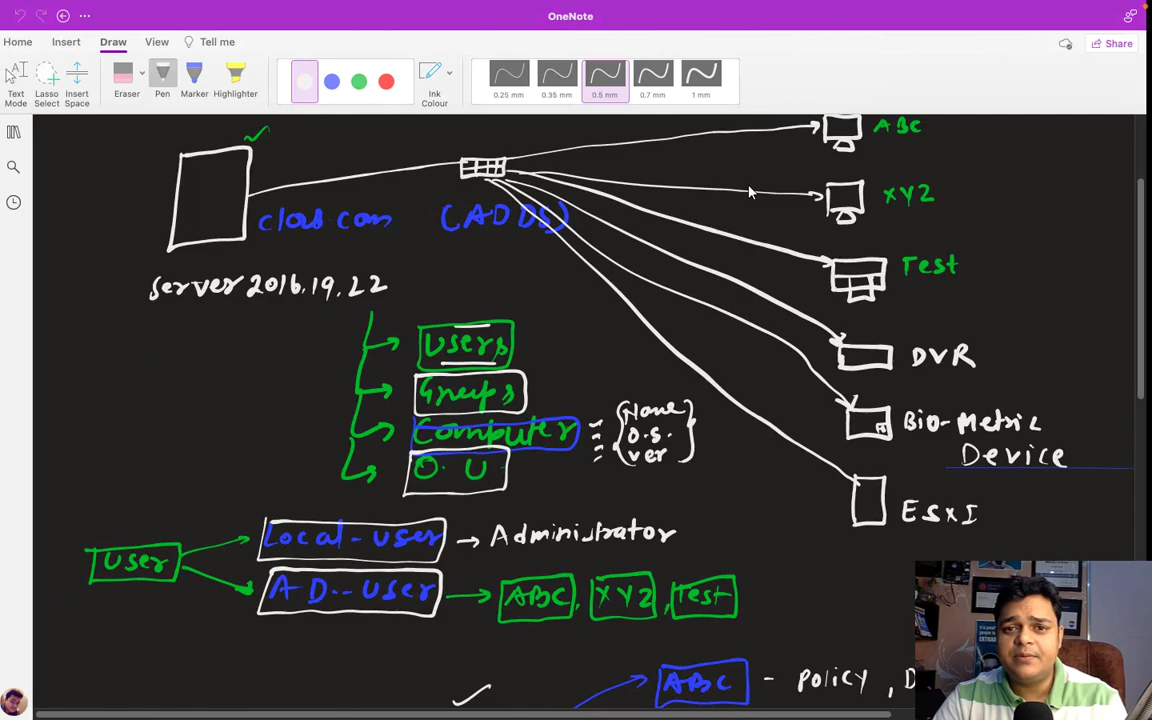 OneNote
Home Insert Draw View Tell me
Share
Text Mode
Lasso Select
Insert Space
Eraser
Pen
Marker
Highlighter
Ink Colour
0.25 mm
0.35 mm
0.5 mm
0.7 mm
1 mm
ABC
XYZ
(ADDS)
Server 2016.19.22
Test
Users
DVR
Groups
Computer
Name
O.S.
ver
Bio-Metric
Device
O. U
ESXI
Local-user → Administrator
User
A D--User → ABC, XYZ, Test
ABC - Policy , D